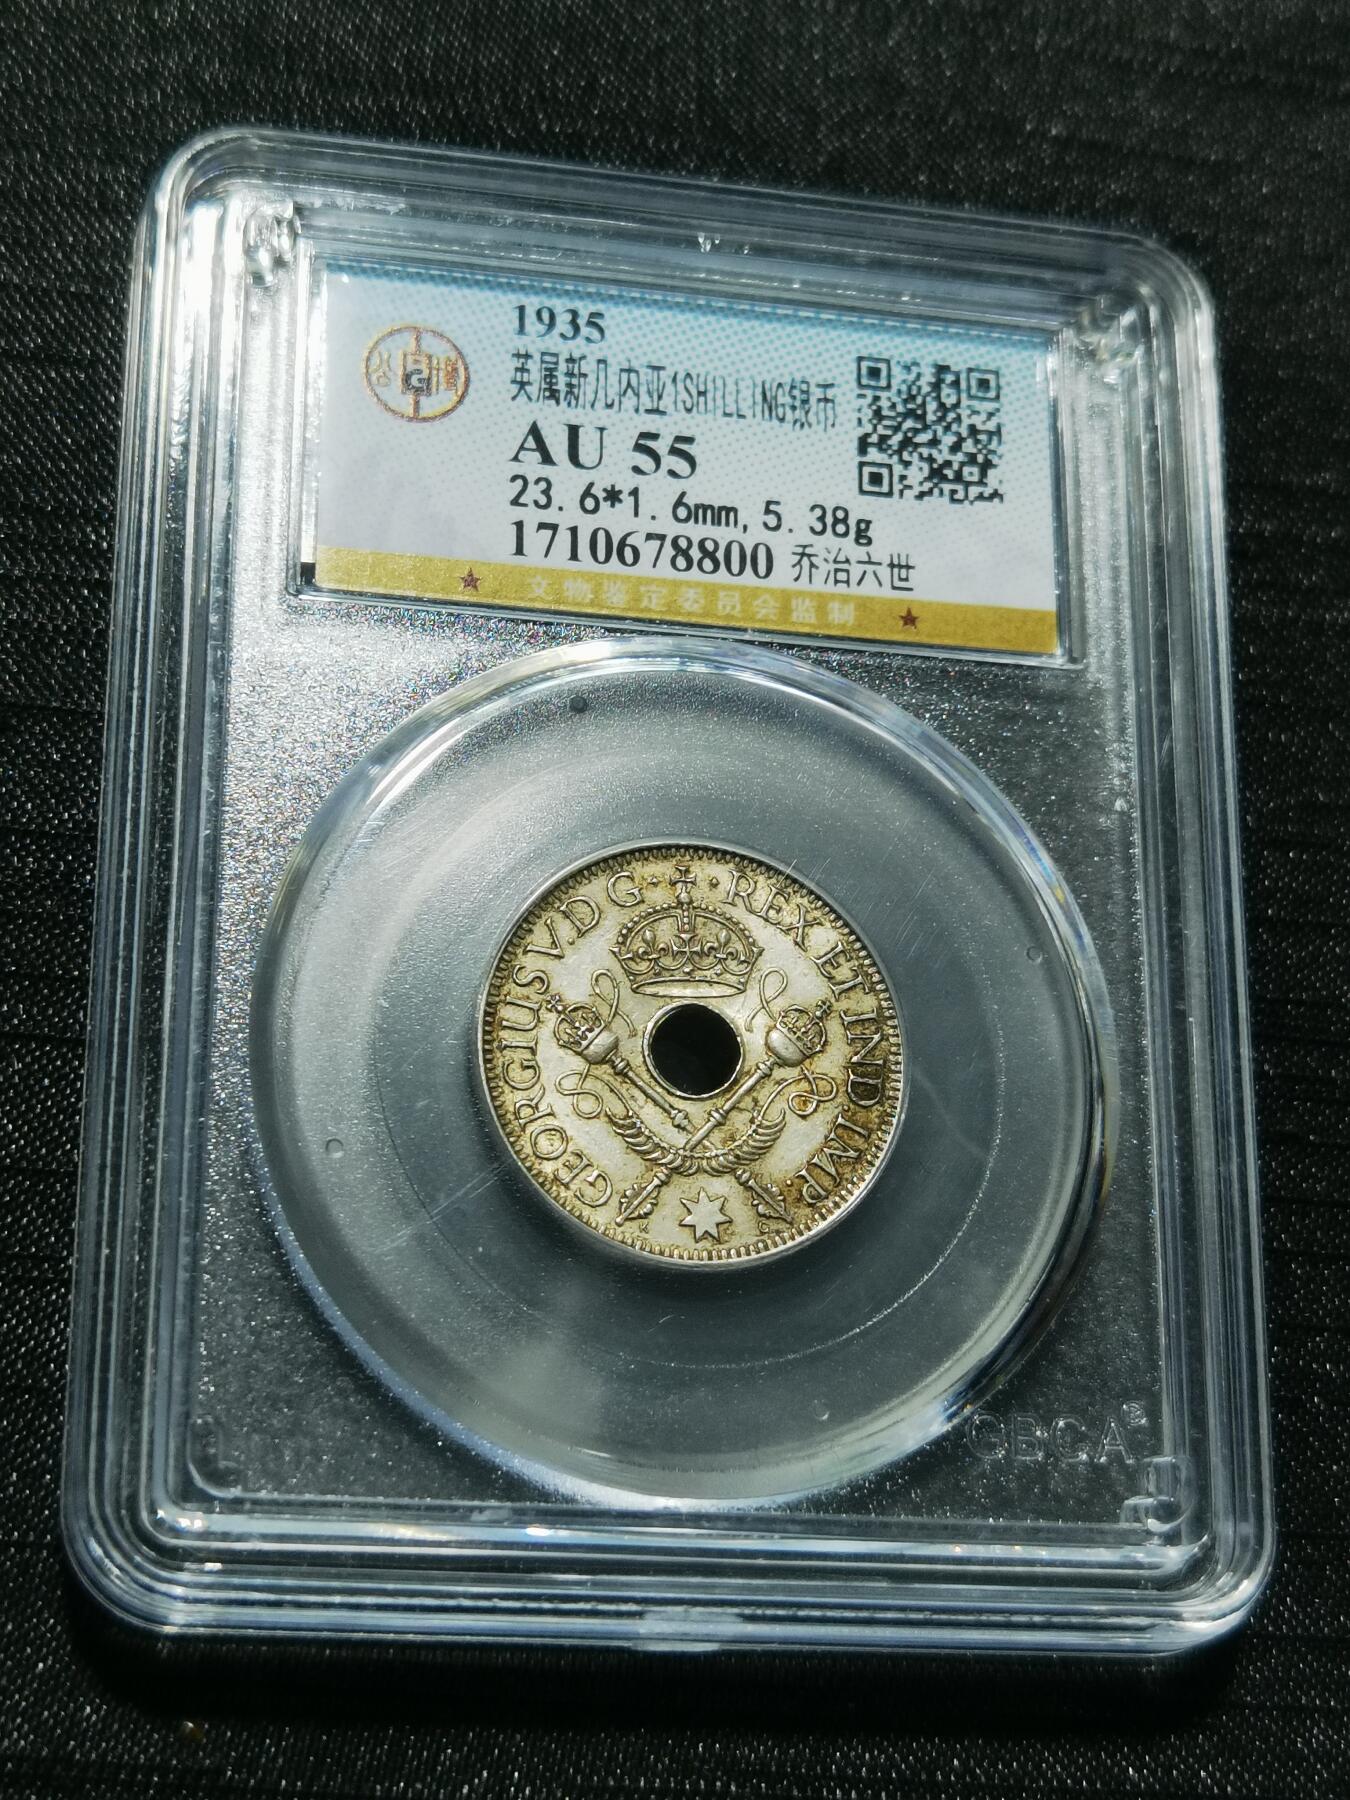 1935
英属新几内亚1SHILLING银币
AU 55
23.6*1.6mm,5.38g
1710678800 乔治六世
文物鉴定委员会监制
GEORGIUS V.D.G·REX ET IND.IMP:
K G
GBCA®